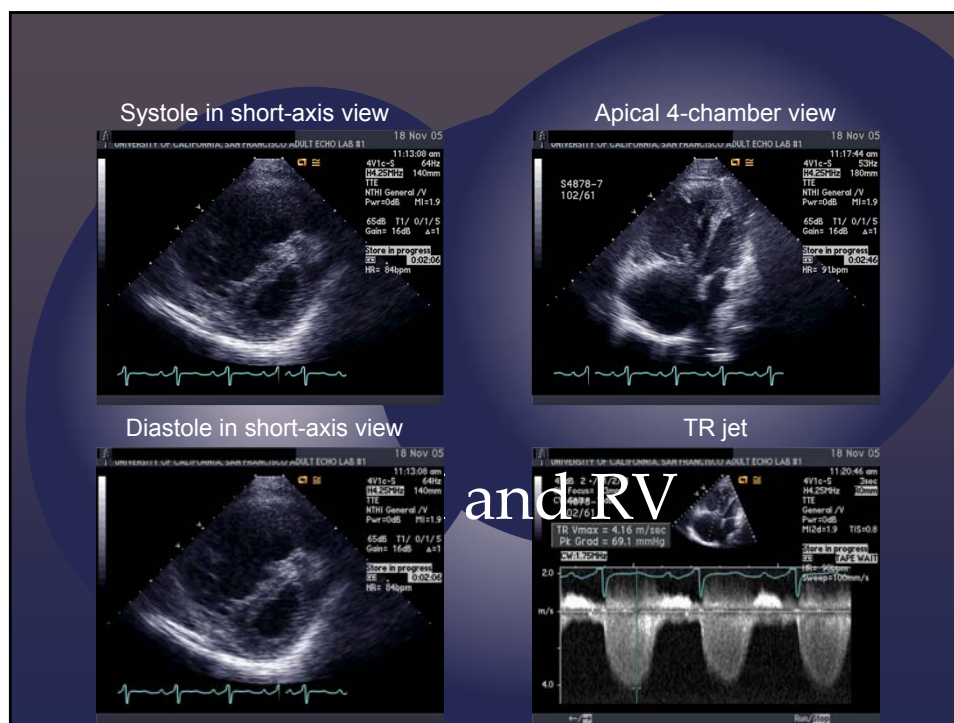 Systole in short-axis view
18 Nov 05
UNIVERSITY OF CALIFORNIA, SAN FRANCISCO ADULT ECHO LAB #1
11:13:08 am
4V1c-S 64Hz
H4.25MHz 140mm
TTE
NTHI General /V
Pwr=0dB MI=1.9
65dB T1/ 0/1/5
Gain= 16dB Δ=1
Store in progress
0:02:06
HR= 84bpm
Apical 4-chamber view
18 Nov 05
UNIVERSITY OF CALIFORNIA, SAN FRANCISCO ADULT ECHO LAB #1
11:17:44 am
S4878-7
102/61
4V1c-S 53Hz
H4.25MHz 180mm
TTE
NTHI General /V
Pwr=0dB MI=1.9
65dB T1/ 0/1/5
Gain= 16dB Δ=1
Store in progress
0:02:46
HR= 91bpm
Diastole in short-axis view
18 Nov 05
UNIVERSITY OF CALIFORNIA, SAN FRANCISCO ADULT ECHO LAB #1
11:13:08 am
4V1c-S 64Hz
H4.25MHz 140mm
TTE
NTHI General /V
Pwr=0dB MI=1.9
65dB T1/ 0/1/5
Gain= 16dB Δ=1
Store in progress
0:02:06
HR= 84bpm
and RV
TR jet
18 Nov 05
UNIVERSITY OF CALIFORNIA, SAN FRANCISCO ADULT ECHO LAB #1
11:20:46 am
4V1c-S 3sec
H4.25MHz
TTE
General /V
Pwr=0dB
MI2d=1.9 TIS=0.8
Store in progress
TAPE WAIT
HR= 90bpm
Sweep=100mm/s
102/61
TR Vmax = 4.16 m/sec
Pk Grad = 69.1 mmHg
CW:1.75MHz
2.0
m/s
4.0